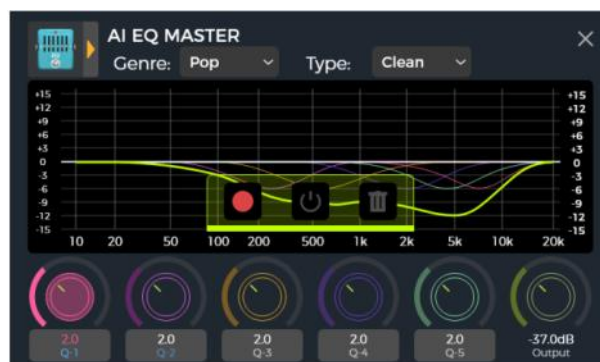 AI EQ MASTER
Genre: Pop Type: Clean
+15 +15
+12 +12
+9 +9
+6 +6
+3 +3
0 0
-3 -3
-6 -6
-9 -9
-12 -12
-15 -15
10 20 50 100 200 500 1k 2k 5k 10k 20k
2.0 2.0 2.0 2.0 2.0 -37.0dB
Q-1 Q-2 Q-3 Q-4 Q-5 Output